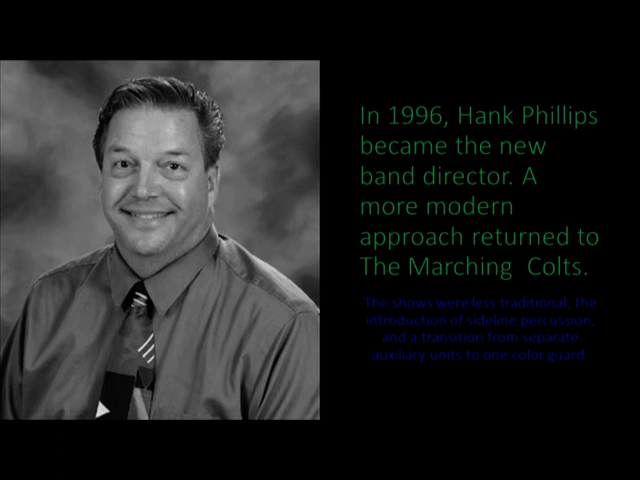 In 1996, Hank Phillips
became the new
band director. A
more modern
approach returned to
The Marching Colts.
The shows were less traditional, the
introduction of sideline percussion,
and a transition from separate
auxiliary units to one color guard.